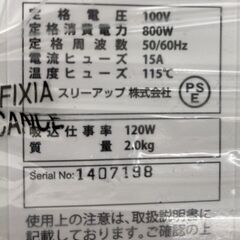 定格電圧 100V
定格消費電力 800W
定格周波数 50/60Hz
電流ヒューズ 15A
温度ヒューズ 115℃
スリーアップ株式会社
PS
E
FIXIA
CANCE
吸込仕事率 120W
質量 2.0kg
Serial No: 1407198
使用上の注意は、取扱説明書に
記載しております。ご確認の上